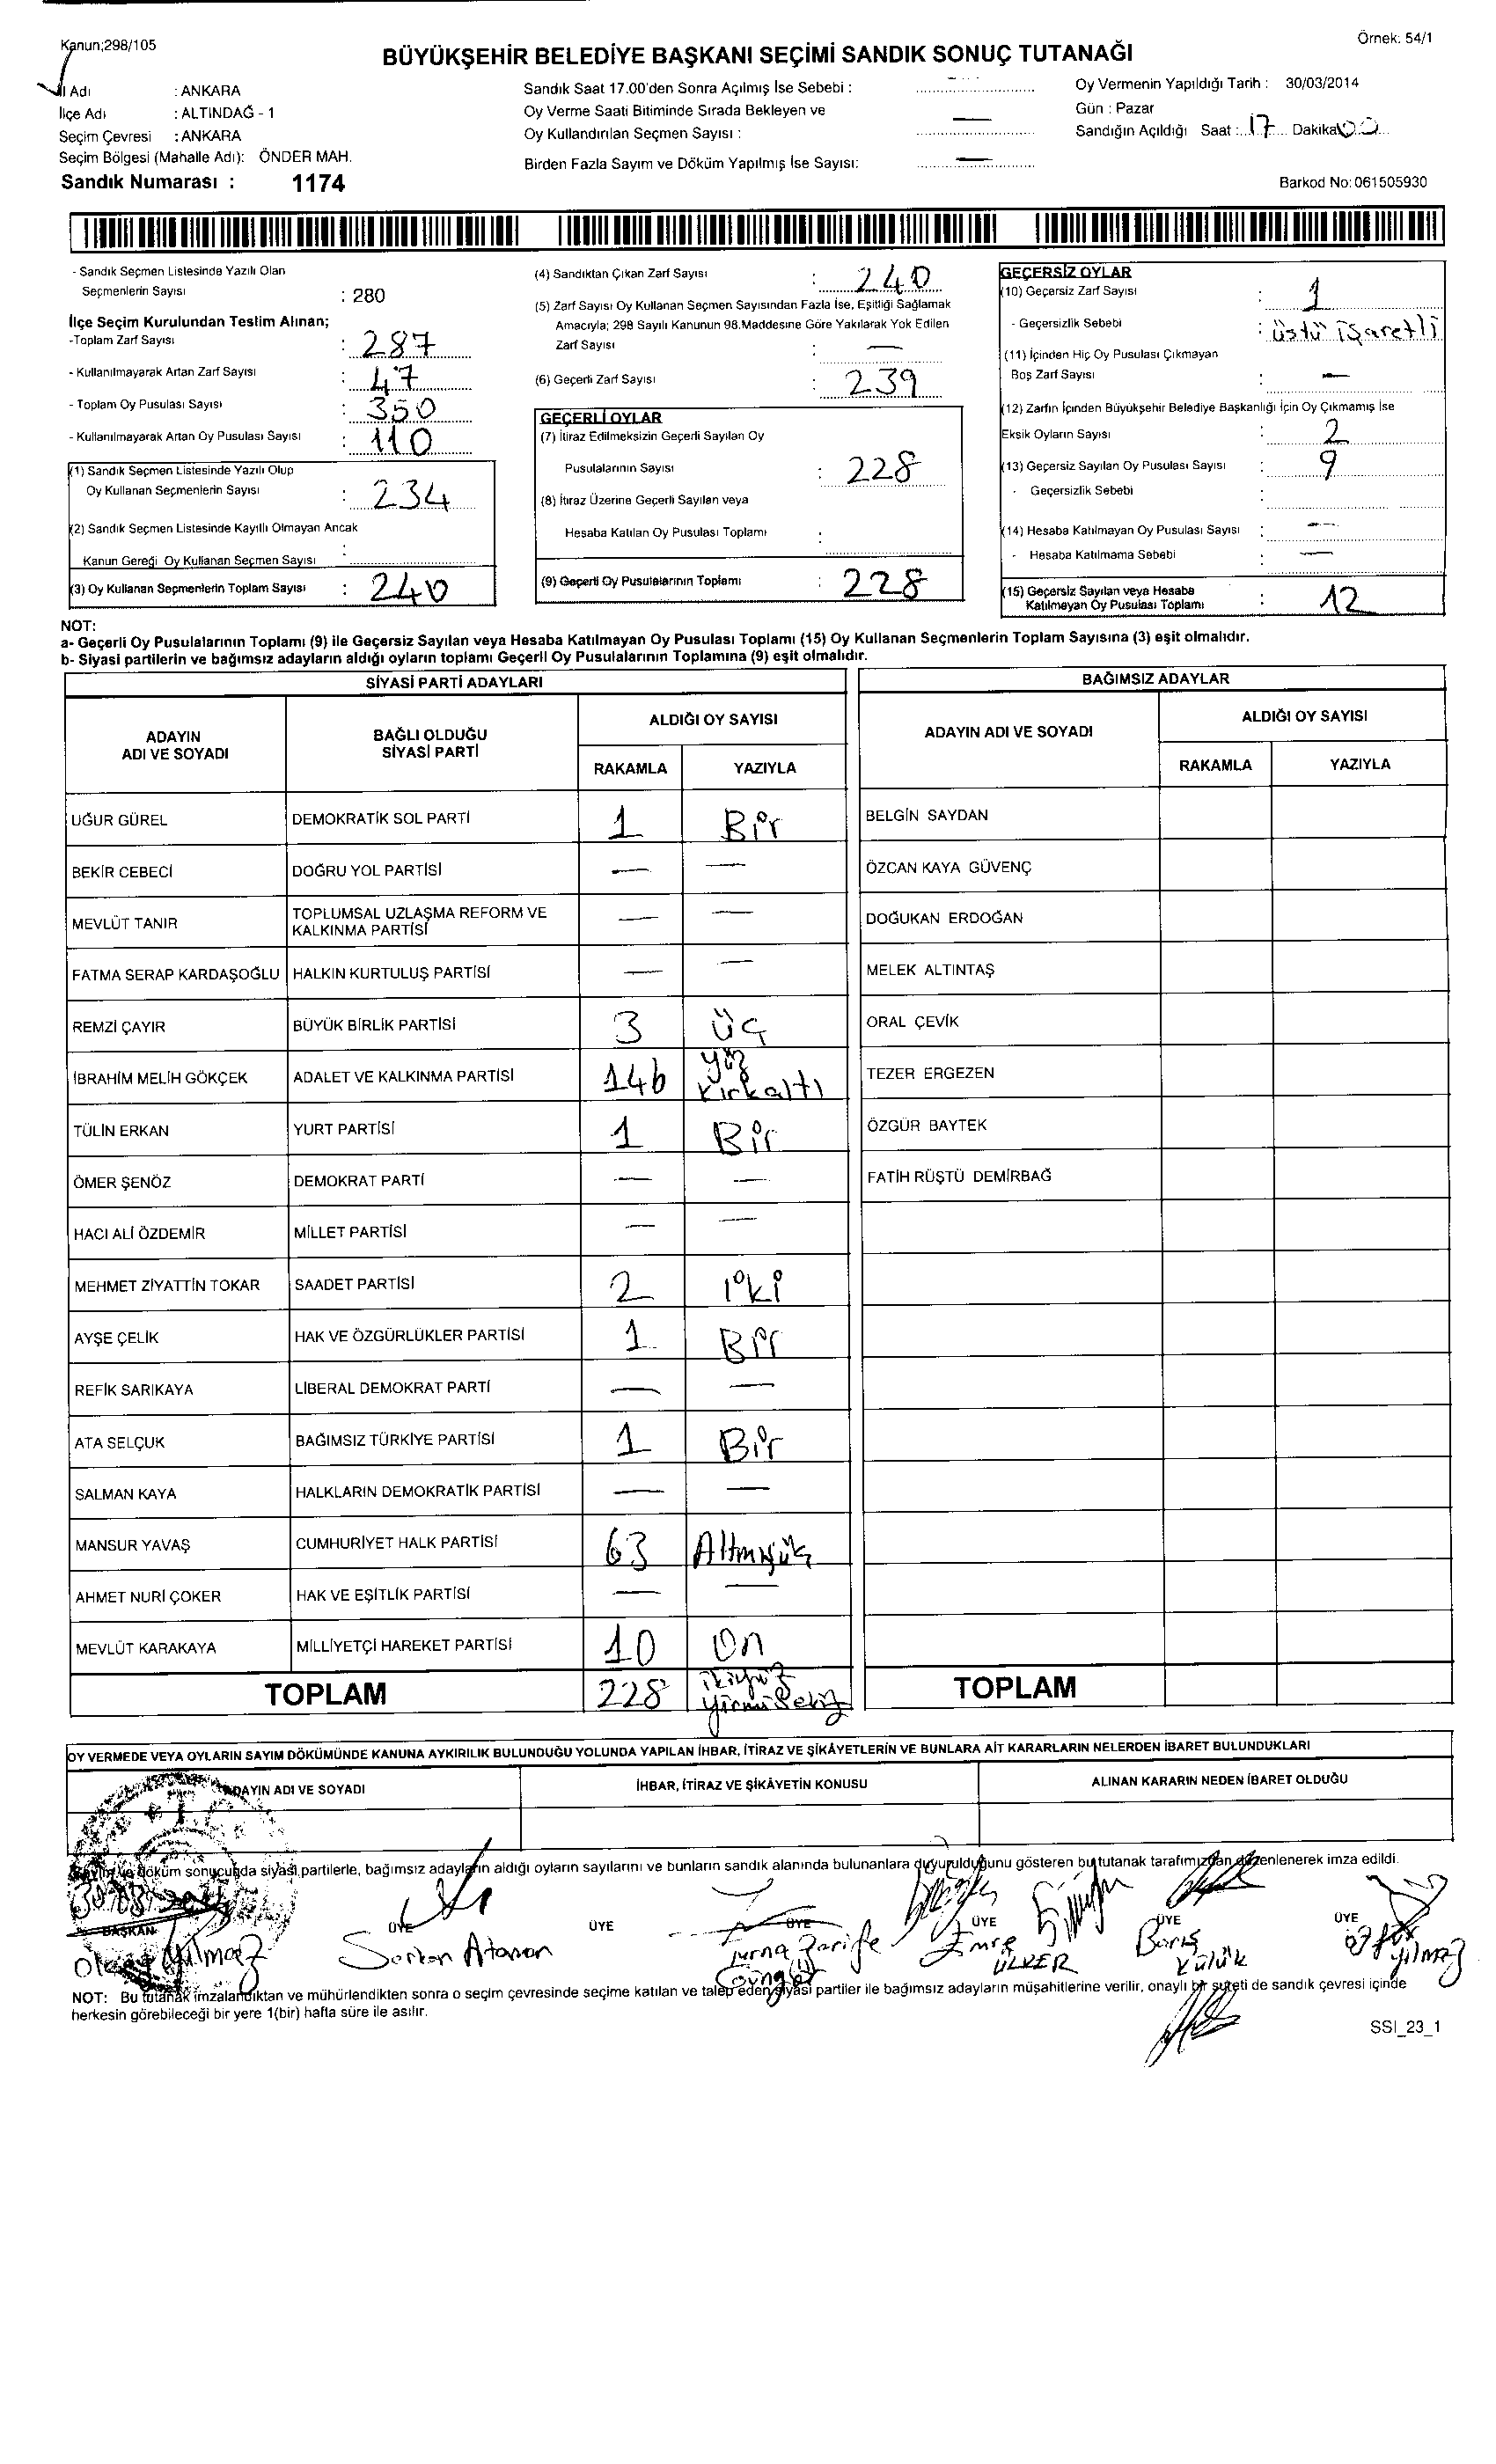 Kanun;298/105
Örnek: 54/1
BÜYÜKŞEHİR BELEDİYE BAŞKANI SEÇİMİ SANDIK SONUÇ TUTANAĞI
İl Adı : ANKARA
İlçe Adı : ALTINDAĞ - 1
Seçim Çevresi : ANKARA
Seçim Bölgesi (Mahalle Adı): ÖNDER MAH.
Sandık Numarası : 1174
Sandık Saat 17.00'den Sonra Açılmış İse Sebebi : —
Oy Verme Saati Bitiminde Sırada Bekleyen ve
Oy Kullandırılan Seçmen Sayısı : —
Birden Fazla Sayım ve Döküm Yapılmış İse Sayısı: —
Oy Vermenin Yapıldığı Tarih : 30/03/2014
Gün : Pazar
Sandığın Açıldığı Saat : 17 Dakika 00
Barkod No: 061505930
- Sandık Seçmen Listesinde Yazılı Olan
Seçmenlerin Sayısı : 280
İlçe Seçim Kurulundan Teslim Alınan;
-Toplam Zarf Sayısı : 287
- Kullanılmayarak Artan Zarf Sayısı : 47
- Toplam Oy Pusulası Sayısı : 350
- Kullanılmayarak Artan Oy Pusulası Sayısı : 110
(1) Sandık Seçmen Listesinde Yazılı Olup
Oy Kullanan Seçmenlerin Sayısı : 234
(2) Sandık Seçmen Listesinde Kayıtlı Olmayan Ancak
Kanun Gereği Oy Kullanan Seçmen Sayısı :
(3) Oy Kullanan Seçmenlerin Toplam Sayısı : 240
(4) Sandıktan Çıkan Zarf Sayısı : 240
(5) Zarf Sayısı Oy Kullanan Seçmen Sayısından Fazla İse, Eşitliği Sağlamak
Amacıyla; 298 Sayılı Kanunun 98.Maddesine Göre Yakılarak Yok Edilen
Zarf Sayısı : —
(6) Geçerli Zarf Sayısı : 239
GEÇERLİ OYLAR
(7) İtiraz Edilmeksizin Geçerli Sayılan Oy
Pusulalarının Sayısı : 228
(8) İtiraz Üzerine Geçerli Sayılan veya
Hesaba Katılan Oy Pusulası Toplamı :
(9) Geçerli Oy Pusulalarının Toplamı : 228
GEÇERSİZ OYLAR
(10) Geçersiz Zarf Sayısı : 1
- Geçersizlik Sebebi : üstü işaretli
(11) İçinden Hiç Oy Pusulası Çıkmayan
Boş Zarf Sayısı : —
(12) Zarfın İçinden Büyükşehir Belediye Başkanlığı İçin Oy Çıkmamış İse
Eksik Oyların Sayısı : 2
(13) Geçersiz Sayılan Oy Pusulası Sayısı : 9
- Geçersizlik Sebebi :
(14) Hesaba Katılmayan Oy Pusulası Sayısı : —
- Hesaba Katılmama Sebebi : —
(15) Geçersiz Sayılan veya Hesaba
Katılmayan Oy Pusulası Toplamı : 12
NOT:
a- Geçerli Oy Pusulalarının Toplamı (9) ile Geçersiz Sayılan veya Hesaba Katılmayan Oy Pusulası Toplamı (15) Oy Kullanan Seçmenlerin Toplam Sayısına (3) eşit olmalıdır.
b- Siyasi partilerin ve bağımsız adayların aldığı oyların toplamı Geçerli Oy Pusulalarının Toplamına (9) eşit olmalıdır.
SİYASİ PARTİ ADAYLARI
ADAYIN
ADI VE SOYADI
BAĞLI OLDUĞU
SİYASİ PARTİ
ALDIĞI OY SAYISI
RAKAMLA YAZIYLA
UĞUR GÜREL DEMOKRATİK SOL PARTİ 1 Bir
BEKİR CEBECİ DOĞRU YOL PARTİSİ — —
MEVLÜT TANIR TOPLUMSAL UZLAŞMA REFORM VE
KALKINMA PARTİSİ — —
FATMA SERAP KARDAŞOĞLU HALKIN KURTULUŞ PARTİSİ — —
REMZİ ÇAYIR BÜYÜK BİRLİK PARTİSİ 3 üç
İBRAHİM MELİH GÖKÇEK ADALET VE KALKINMA PARTİSİ 146 yüz
kırkaltı
TÜLİN ERKAN YURT PARTİSİ 1 Bir
ÖMER ŞENÖZ DEMOKRAT PARTİ — —
HACI ALİ ÖZDEMİR MİLLET PARTİSİ — —
MEHMET ZİYATTİN TOKAR SAADET PARTİSİ 2 iki
AYŞE ÇELİK HAK VE ÖZGÜRLÜKLER PARTİSİ 1 Bir
REFİK SARIKAYA LİBERAL DEMOKRAT PARTİ — —
ATA SELÇUK BAĞIMSIZ TÜRKİYE PARTİSİ 1 Bir
SALMAN KAYA HALKLARIN DEMOKRATİK PARTİSİ — —
MANSUR YAVAŞ CUMHURİYET HALK PARTİSİ 63 Altmışüç
AHMET NURİ ÇOKER HAK VE EŞİTLİK PARTİSİ — —
MEVLÜT KARAKAYA MİLLİYETÇİ HAREKET PARTİSİ 10 On
TOPLAM 228 ikiyüz
yirmisekiz
BAĞIMSIZ ADAYLAR
ADAYIN ADI VE SOYADI
ALDIĞI OY SAYISI
RAKAMLA YAZIYLA
BELGİN SAYDAN
ÖZCAN KAYA GÜVENÇ
DOĞUKAN ERDOĞAN
MELEK ALTINTAŞ
ORAL ÇEVİK
TEZER ERGEZEN
ÖZGÜR BAYTEK
FATİH RÜŞTÜ DEMİRBAĞ
TOPLAM
OY VERMEDE VEYA OYLARIN SAYIM DÖKÜMÜNDE KANUNA AYKIRILIK BULUNDUĞU YOLUNDA YAPILAN İHBAR, İTİRAZ VE ŞİKÂYETLERİN VE BUNLARA AİT KARARLARIN NELERDEN İBARET BULUNDUKLARI
ADAYIN ADI VE SOYADI
İHBAR, İTİRAZ VE ŞİKÂYETİN KONUSU
ALINAN KARARIN NEDEN İBARET OLDUĞU
Sayım ve döküm sonucunda siyasi partilerle, bağımsız adayların aldığı oyların sayılarını ve bunların sandık alanında bulunanlara duyurulduğunu gösteren bu tutanak tarafımızdan düzenlenerek imza edildi.
BAŞKAN ÜYE ÜYE ÜYE ÜYE ÜYE ÜYE
Yılmaz Serkan Ataman Zarife Emre
ÜLKER Barış
Külük Yılmaz
NOT: Bu tutanak imzalandıktan ve mühürlendikten sonra o seçim çevresinde seçime katılan ve talep eden siyasi partiler ile bağımsız adayların müşahitlerine verilir, onaylı bir sureti de sandık çevresi içinde
herkesin görebileceği bir yere 1(bir) hafta süre ile asılır.
SSI_23_1